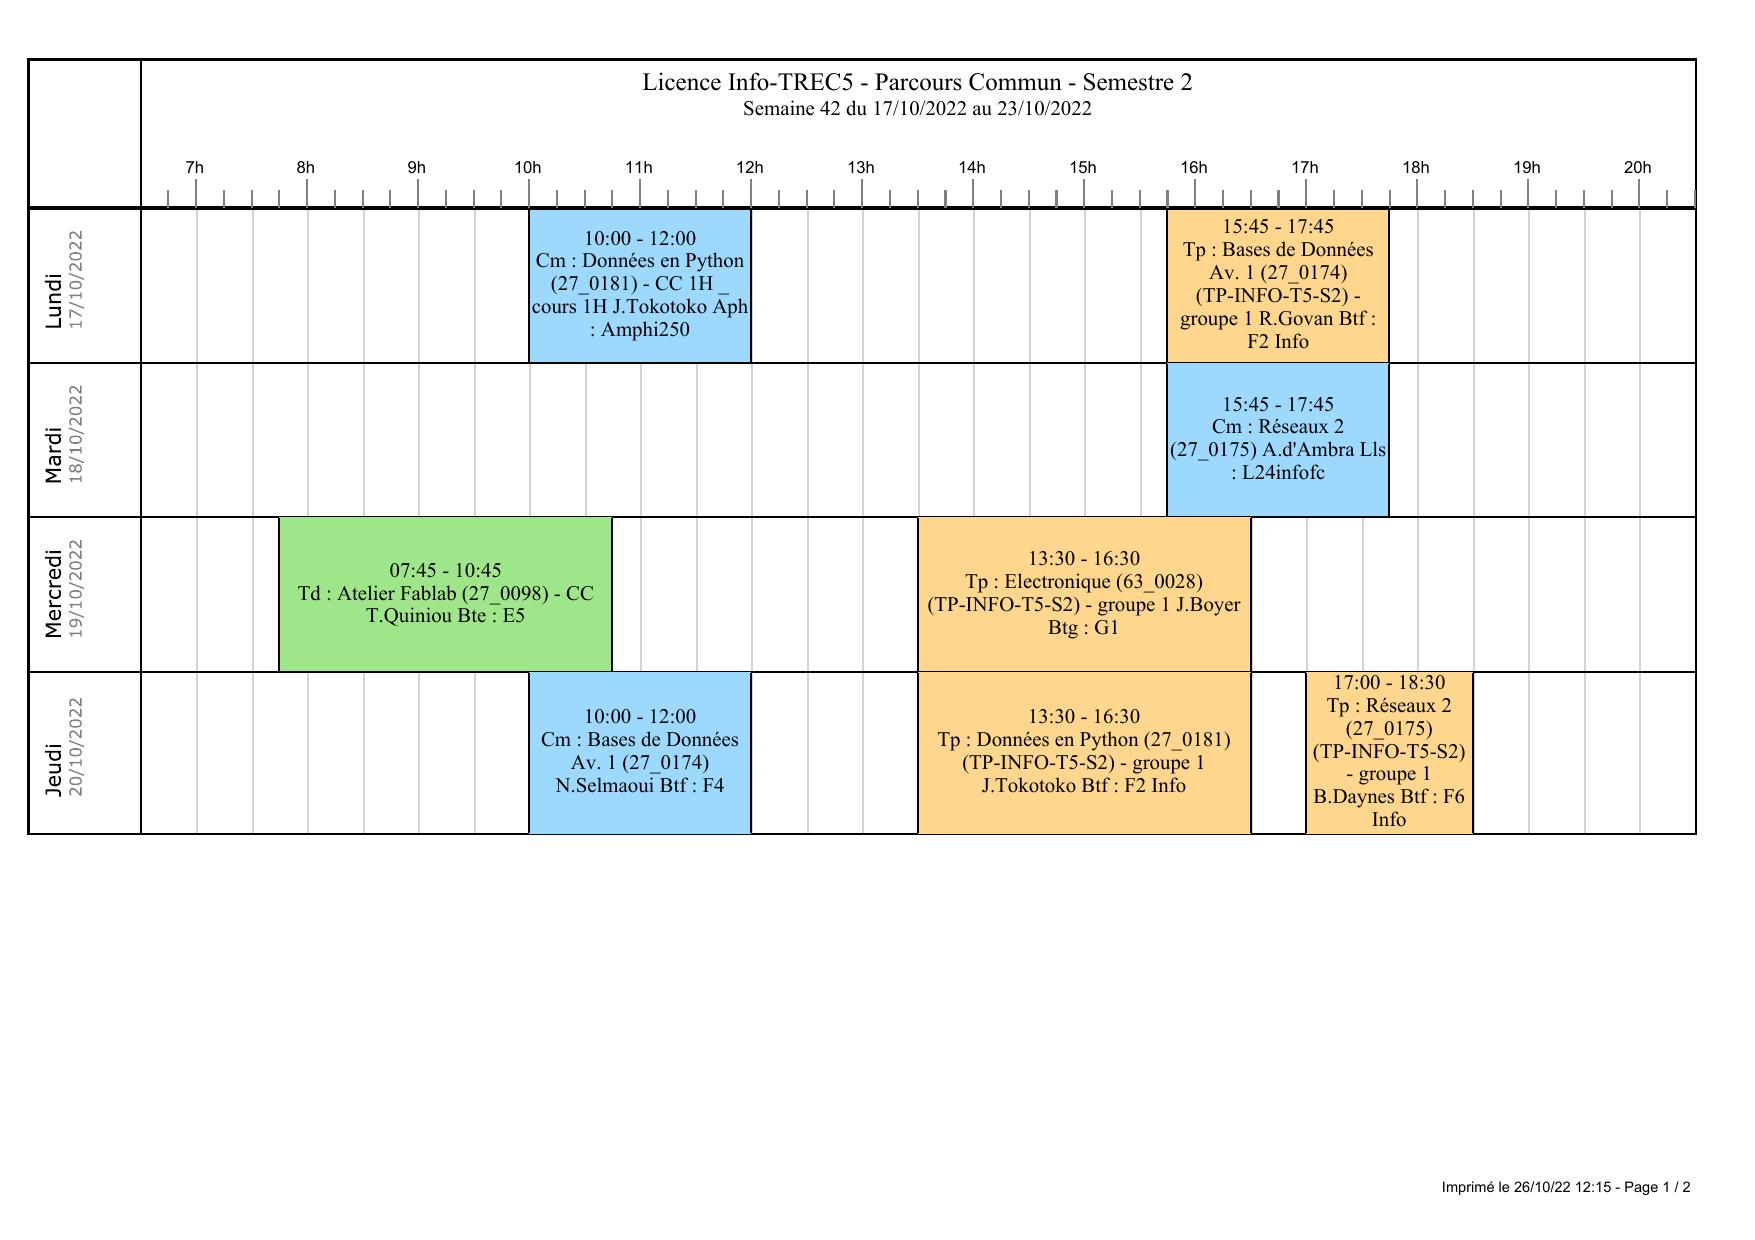 Licence Info-TREC5 - Parcours Commun - Semestre 2
Semaine 42 du 17/10/2022 au 23/10/2022
7h 8h 9h 10h 11h 12h 13h 14h 15h 16h 17h 18h 19h 20h
Lundi
17/10/2022
10:00 - 12:00
Cm : Données en Python
(27_0181) - CC 1H _
cours 1H J.Tokotoko Aph
: Amphi250
15:45 - 17:45
Tp : Bases de Données
Av. 1 (27_0174)
(TP-INFO-T5-S2) -
groupe 1 R.Govan Btf :
F2 Info
Mardi
18/10/2022
15:45 - 17:45
Cm : Réseaux 2
(27_0175) A.d'Ambra Lls
: L24infofc
Mercredi
19/10/2022
07:45 - 10:45
Td : Atelier Fablab (27_0098) - CC
T.Quiniou Bte : E5
13:30 - 16:30
Tp : Electronique (63_0028)
(TP-INFO-T5-S2) - groupe 1 J.Boyer
Btg : G1
Jeudi
20/10/2022
10:00 - 12:00
Cm : Bases de Données
Av. 1 (27_0174)
N.Selmaoui Btf : F4
13:30 - 16:30
Tp : Données en Python (27_0181)
(TP-INFO-T5-S2) - groupe 1
J.Tokotoko Btf : F2 Info
17:00 - 18:30
Tp : Réseaux 2
(27_0175)
(TP-INFO-T5-S2)
- groupe 1
B.Daynes Btf : F6
Info
Imprimé le 26/10/22 12:15 - Page 1 / 2